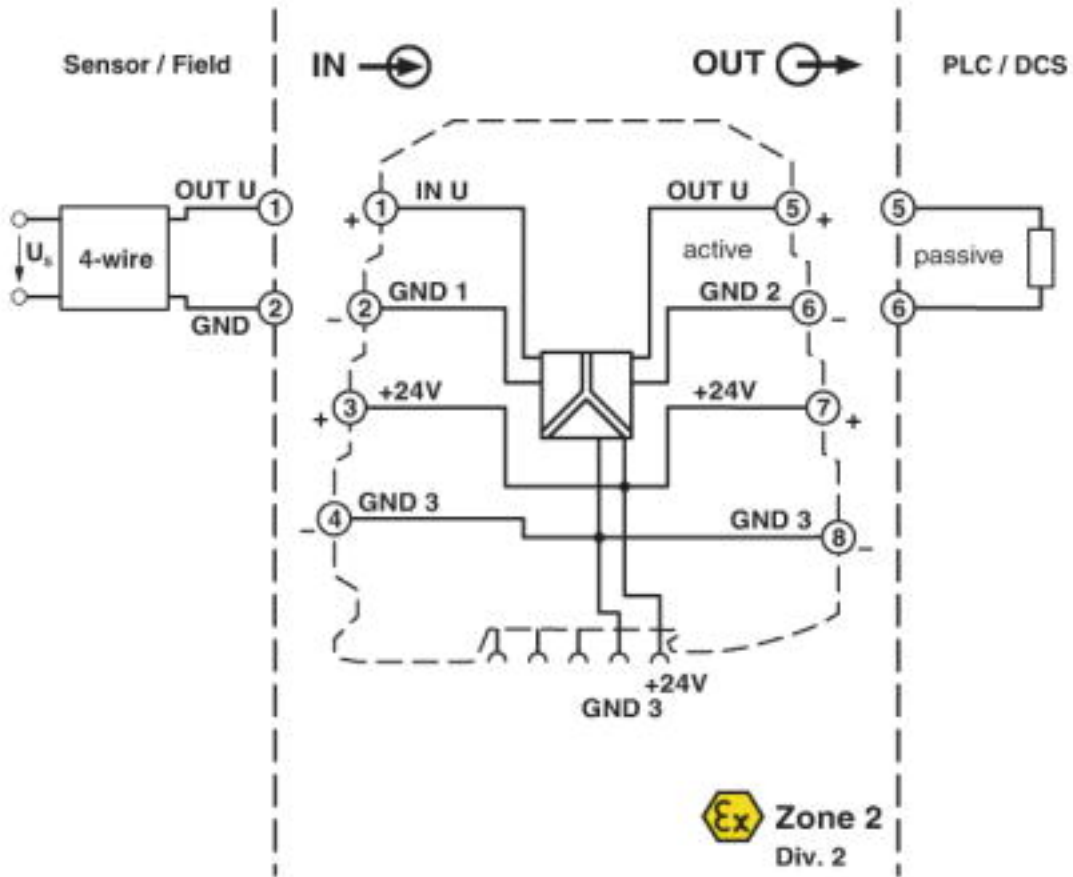 Sensor / Field
IN
OUT
PLC / DCS
OUT U
1
+
1
IN U
OUT U
5
+
5
Us
4-wire
active
passive
GND
2
-
2
GND 1
GND 2
6
-
6
+
3
+24V
+24V
7
+
-
4
GND 3
GND 3
8
-
+24V
GND 3
Ex
Zone 2
Div. 2